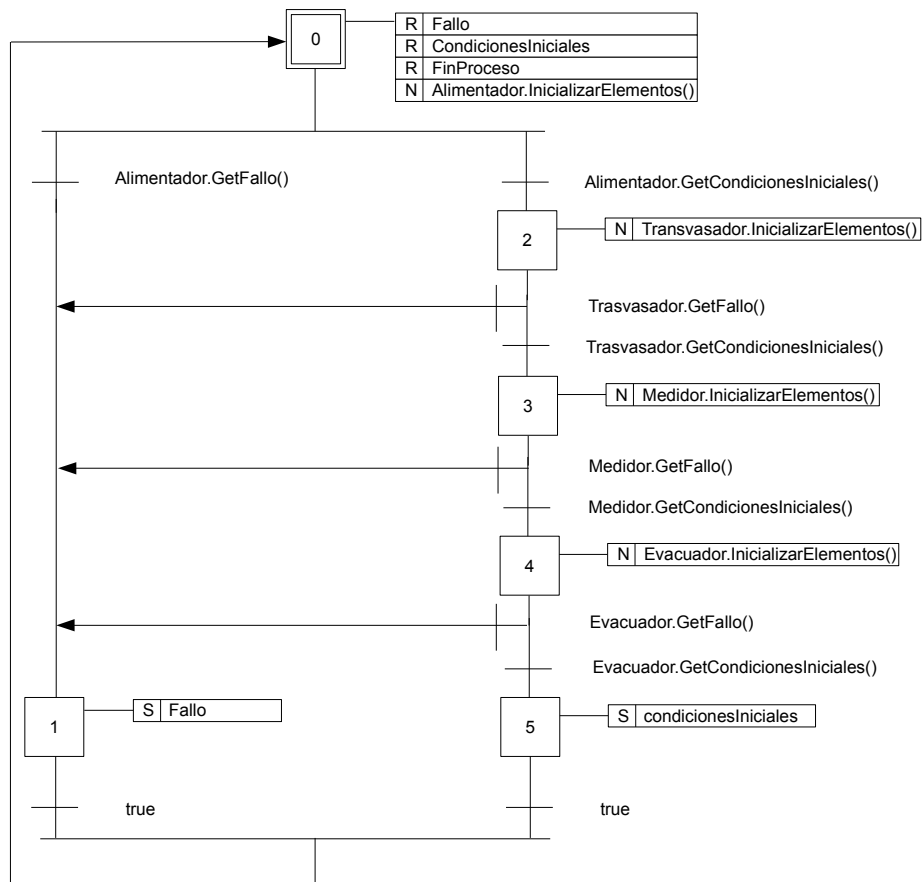 0
R Fallo
R CondicionesIniciales
R FinProceso
N Alimentador.InicializarElementos()
Alimentador.GetFallo()
Alimentador.GetCondicionesIniciales()
2
N Transvasador.InicializarElementos()
Trasvasador.GetFallo()
Trasvasador.GetCondicionesIniciales()
3
N Medidor.InicializarElementos()
Medidor.GetFallo()
Medidor.GetCondicionesIniciales()
4
N Evacuador.InicializarElementos()
Evacuador.GetFallo()
Evacuador.GetCondicionesIniciales()
1
S Fallo
5
S condicionesIniciales
true
true